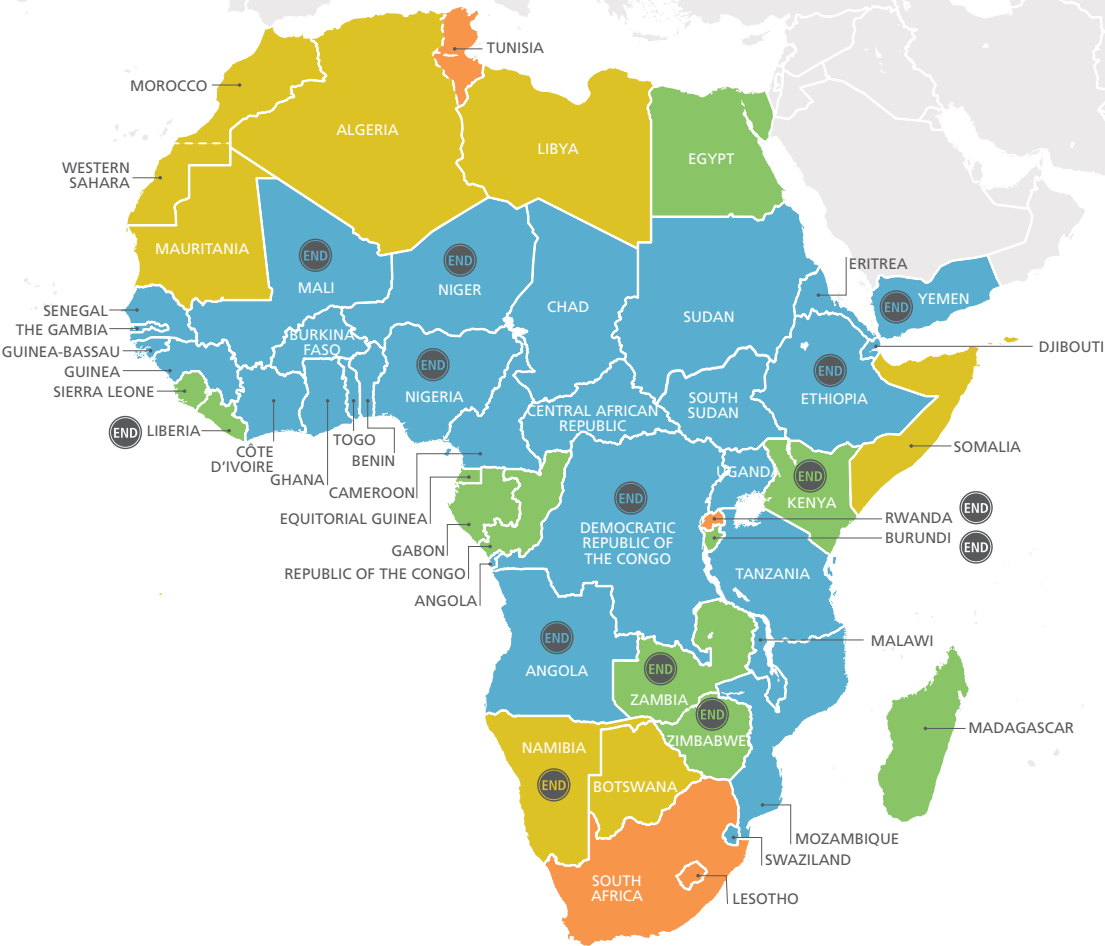 TUNISIA
MOROCCO
ALGERIA
LIBYA
EGYPT
WESTERN
SAHARA
MAURITANIA
END
MALI
END
NIGER
CHAD
SUDAN
ERITREA
END
YEMEN
SENEGAL
THE GAMBIA
GUINEA-BASSAU
GUINEA
SIERRA LEONE
END
LIBERIA
BURKINA
FASO
END
NIGERIA
DJIBOUTI
END
ETHIOPIA
CENTRAL AFRICAN
REPUBLIC
SOUTH
SUDAN
SOMALIA
CÔTE
D'IVOIRE
GHANA
TOGO
BENIN
CAMEROON
EQUITORIAL GUINEA
GABON
REPUBLIC OF THE CONGO
ANGOLA
END
DEMOCRATIC
REPUBLIC OF
THE CONGO
UGANDA
END
KENYA
RWANDA
END
BURUNDI
END
TANZANIA
MALAWI
END
ANGOLA
END
ZAMBIA
END
ZIMBABWE
MADAGASCAR
NAMIBIA
END
BOTSWANA
MOZAMBIQUE
SWAZILAND
SOUTH
AFRICA
LESOTHO